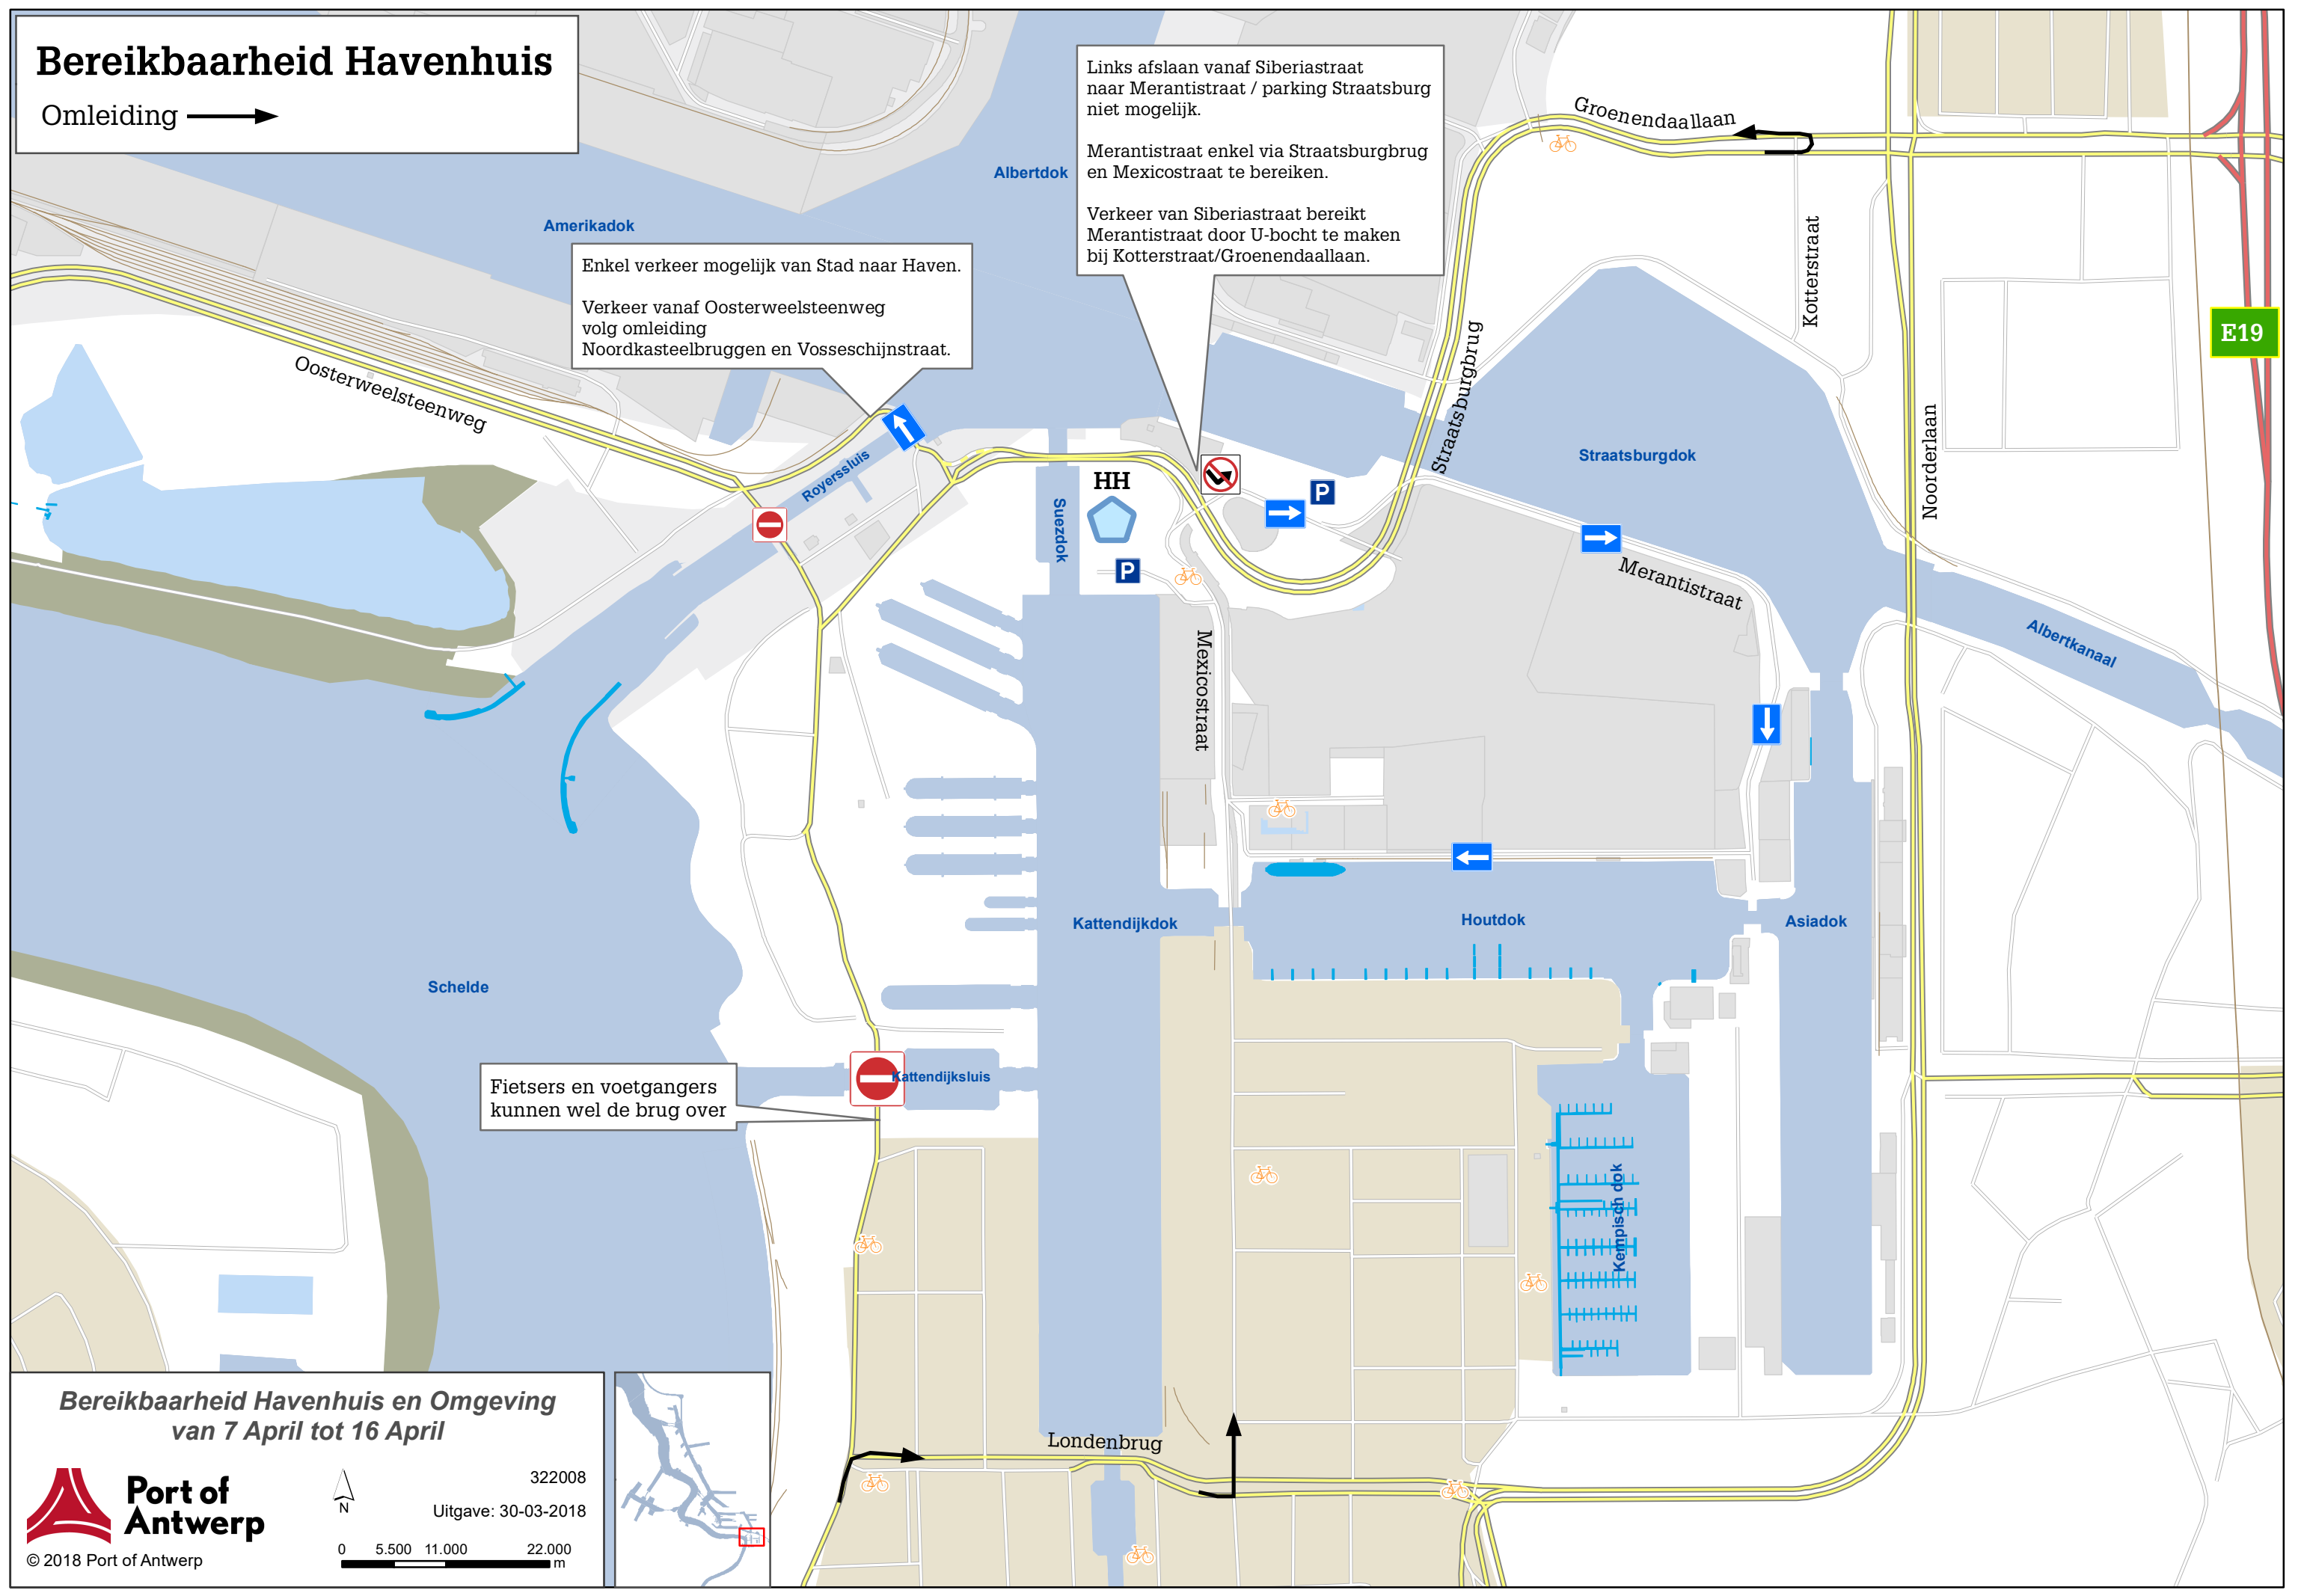 Bereikbaarheid Havenhuis
Omleiding
Links afslaan vanaf Siberiastraat
naar Merantistraat / parking Straatsburg
niet mogelijk.
Merantistraat enkel via Straatsburgbrug
en Mexicostraat te bereiken.
Verkeer van Siberiastraat bereikt
Merantistraat door U-bocht te maken
bij Kotterstraat/Groenendaallaan.
Groenendaallaan
Albertdok
Amerikadok
Enkel verkeer mogelijk van Stad naar Haven.
Verkeer vanaf Oosterweelsteenweg
volg omleiding
Noordkasteelbruggen en Vosseschijnstraat.
Kotterstraat
E19
Oosterweelsteenweg
Straatsburgbrug
Noorderlaan
Straatsburgdok
Royerssluis
HH
P
Suezdok
P
Merantistraat
Mexicostraat
Albertkanaal
Kattendijkdok
Houtdok
Asiadok
Schelde
Kattendijksluis
Fietsers en voetgangers
kunnen wel de brug over
Kempisch dok
Londenbrug
Bereikbaarheid Havenhuis en Omgeving
van 7 April tot 16 April
Port of
Antwerp
© 2018 Port of Antwerp
N
322008
Uitgave: 30-03-2018
0 5.500 11.000 22.000
m